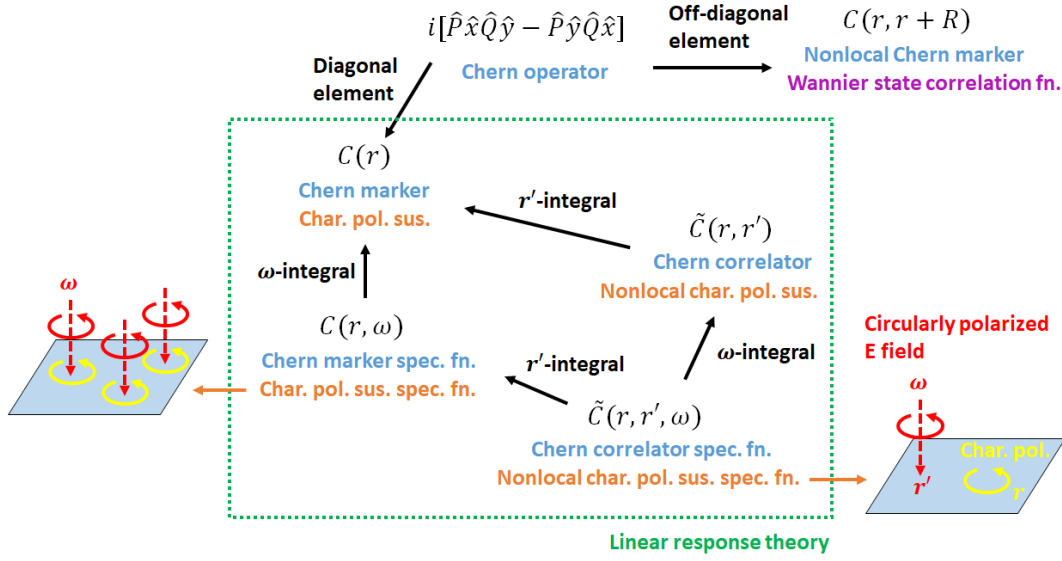 i[P̂x̂Q̂ŷ − P̂ŷQ̂x̂]
Chern operator
Off-diagonal
element
C(r, r + R)
Nonlocal Chern marker
Wannier state correlation fn.
Diagonal
element
C(r)
Chern marker
Char. pol. sus.
r′-integral
C̃(r, r′)
Chern correlator
Nonlocal char. pol. sus.
ω-integral
C(r, ω)
Chern marker spec. fn.
Char. pol. sus. spec. fn.
r′-integral
ω-integral
C̃(r, r′, ω)
Chern correlator spec. fn.
Nonlocal char. pol. sus. spec. fn.
Linear response theory
ω
Circularly polarized
E field
ω
Char. pol.
r′
r